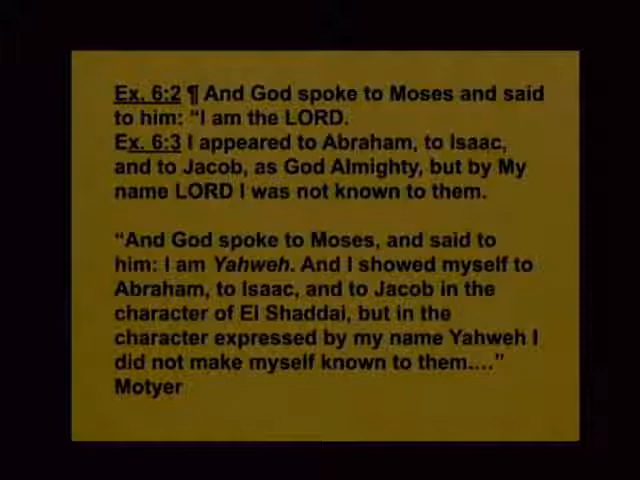 Ex. 6:2 ¶ And God spoke to Moses and said
to him: “I am the LORD.
Ex. 6:3 I appeared to Abraham, to Isaac,
and to Jacob, as God Almighty, but by My
name LORD I was not known to them.
“And God spoke to Moses, and said to
him: I am Yahweh. And I showed myself to
Abraham, to Isaac, and to Jacob in the
character of El Shaddai, but in the
character expressed by my name Yahweh I
did not make myself known to them.…”
Motyer